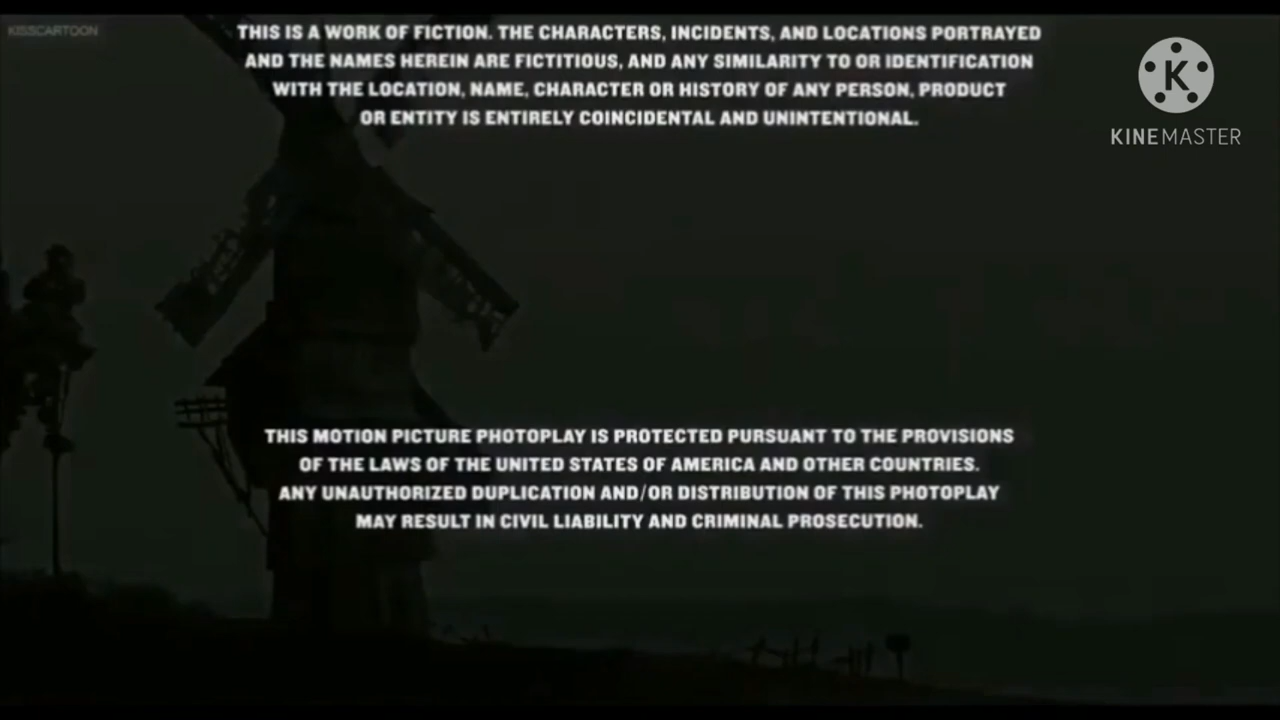 KISSCARTOON
THIS IS A WORK OF FICTION. THE CHARACTERS, INCIDENTS, AND LOCATIONS PORTRAYED
AND THE NAMES HEREIN ARE FICTITIOUS, AND ANY SIMILARITY TO OR IDENTIFICATION
WITH THE LOCATION, NAME, CHARACTER OR HISTORY OF ANY PERSON, PRODUCT
OR ENTITY IS ENTIRELY COINCIDENTAL AND UNINTENTIONAL.
K
KINEMASTER
THIS MOTION PICTURE PHOTOPLAY IS PROTECTED PURSUANT TO THE PROVISIONS
OF THE LAWS OF THE UNITED STATES OF AMERICA AND OTHER COUNTRIES.
ANY UNAUTHORIZED DUPLICATION AND/OR DISTRIBUTION OF THIS PHOTOPLAY
MAY RESULT IN CIVIL LIABILITY AND CRIMINAL PROSECUTION.